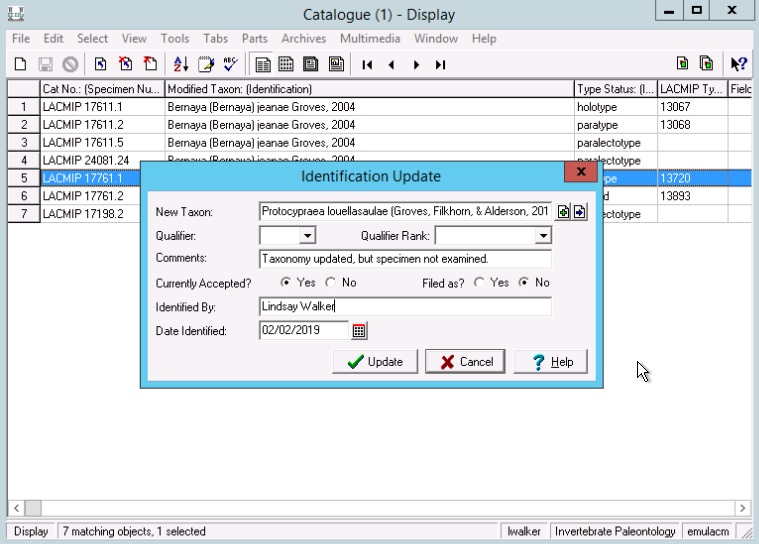 Catalogue (1) - Display
File Edit Select View Tools Tabs Parts Archives Multimedia Window Help
Cat No.: (Specimen Nu... Modified Taxon: (Identification) Type Status: (I... LACMIP Ty... Field
1 LACMIP 17611.1 Bernaya (Bernaya) jeanae Groves, 2004 holotype 13067
2 LACMIP 17611.2 Bernaya (Bernaya) jeanae Groves, 2004 paratype 13068
3 LACMIP 17611.5 Bernaya (Bernaya) jeanae Groves, 2004 paralectotype
4 LACMIP 24081.24 Bernaya (Bernaya) jeanae Groves, 2004 paralectotype
5 LACMIP 17761.1 13720
6 LACMIP 17761.2 13893
7 LACMIP 17198.2
Identification Update
New Taxon: Protocypraea louellasaulae (Groves, Filkhorn, & Alderson, 201
Qualifier: Qualifier Rank:
Comments: Taxonomy updated, but specimen not examined.
Currently Accepted? Yes No Filed as? Yes No
Identified By: Lindsay Walker
Date Identified: 02/02/2019
Update Cancel Help
Display 7 matching objects, 1 selected lwalker Invertebrate Paleontology emulacm